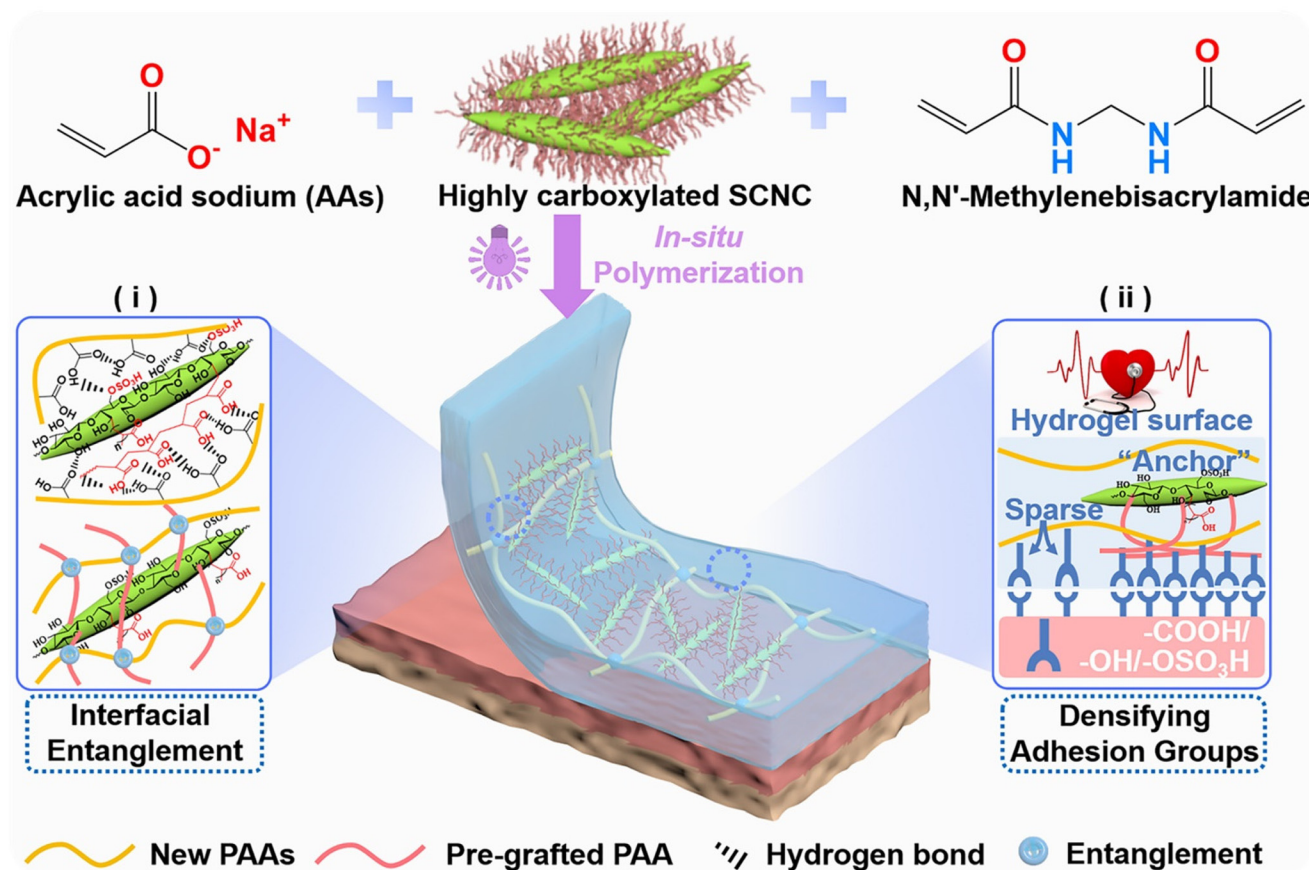 O
O⁻
Na⁺
Acrylic acid sodium (AAs)
Highly carboxylated SCNC
O
O
N
H
N
H
N,N'-Methylenebisacrylamide
In-situ
Polymerization
( i )
( ii )
Hydrogel surface
“Anchor”
Sparse
-COOH/
-OH/-OSO₃H
Interfacial
Entanglement
Densifying
Adhesion Groups
New PAAs
Pre-grafted PAA
Hydrogen bond
Entanglement